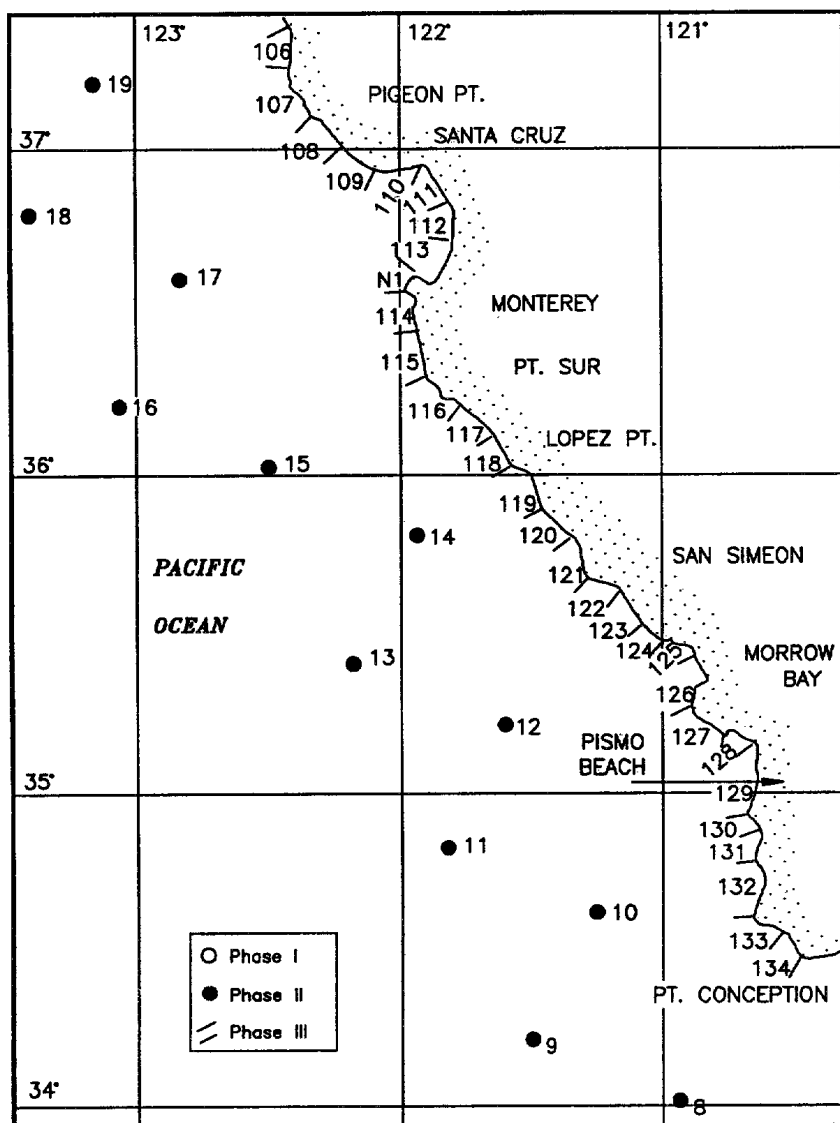 123°
122°
121°
106
19
107
PIGEON PT.
SANTA CRUZ
37°
108
109
110
111
18
112
113
17
N1
MONTEREY
114
PT. SUR
115
16
116
117
LOPEZ PT.
118
15
36°
119
14
120
SAN SIMEON
PACIFIC
OCEAN
121
122
123
124
125
13
MORROW
BAY
126
12
127
PISMO
BEACH
128
35°
129
130
11
131
132
10
133
Phase I
134
Phase II
PT. CONCEPTION
Phase III
9
34°
8